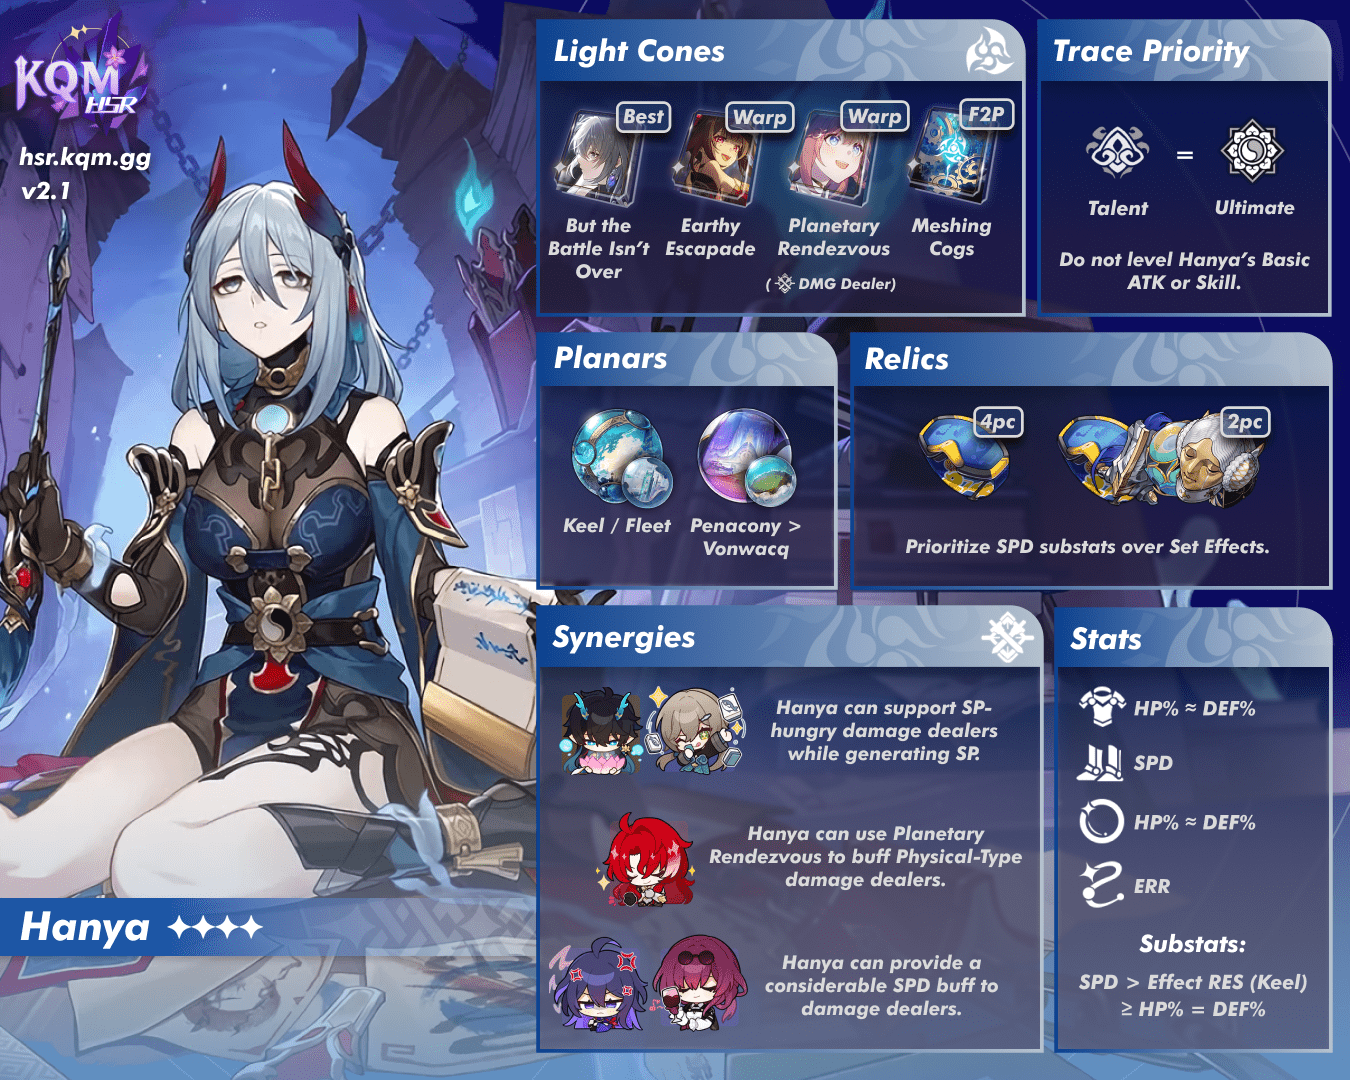 KQM
HSR
hsr.kqm.gg
v2.1
Hanya
Light Cones
Best
Warp
Warp
F2P
But the
Battle Isn't
Over
Earthy
Escapade
Planetary
Rendezvous
( DMG Dealer)
Meshing
Cogs
Trace Priority
=
Talent
Ultimate
Do not level Hanya's Basic
ATK or Skill.
Planars
Keel / Fleet
Penacony >
Vonwacq
Relics
4pc
2pc
Prioritize SPD substats over Set Effects.
Synergies
Hanya can support SP-
hungry damage dealers
while generating SP.
Hanya can use Planetary
Rendezvous to buff Physical-Type
damage dealers.
Hanya can provide a
considerable SPD buff to
damage dealers.
Stats
HP% ≈ DEF%
SPD
HP% ≈ DEF%
ERR
Substats:
SPD > Effect RES (Keel)
≥ HP% = DEF%